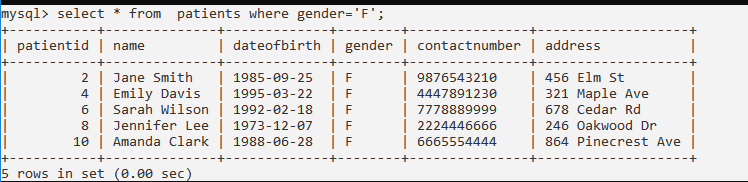 mysql> select * from  patients where gender='F';
+-----------+--------------+-------------+--------+---------------+-------------------+
| patientid | name         | dateofbirth | gender | contactnumber | address           |
+-----------+--------------+-------------+--------+---------------+-------------------+
|         2 | Jane Smith   | 1985-09-25  | F      | 9876543210    | 456 Elm St        |
|         4 | Emily Davis  | 1995-03-22  | F      | 4447891230    | 321 Maple Ave     |
|         6 | Sarah Wilson | 1992-02-18  | F      | 7778889999    | 678 Cedar Rd      |
|         8 | Jennifer Lee | 1973-12-07  | F      | 2224446666    | 246 Oakwood Dr    |
|        10 | Amanda Clark | 1988-06-28  | F      | 6665554444    | 864 Pinecrest Ave |
+-----------+--------------+-------------+--------+---------------+-------------------+
5 rows in set (0.00 sec)